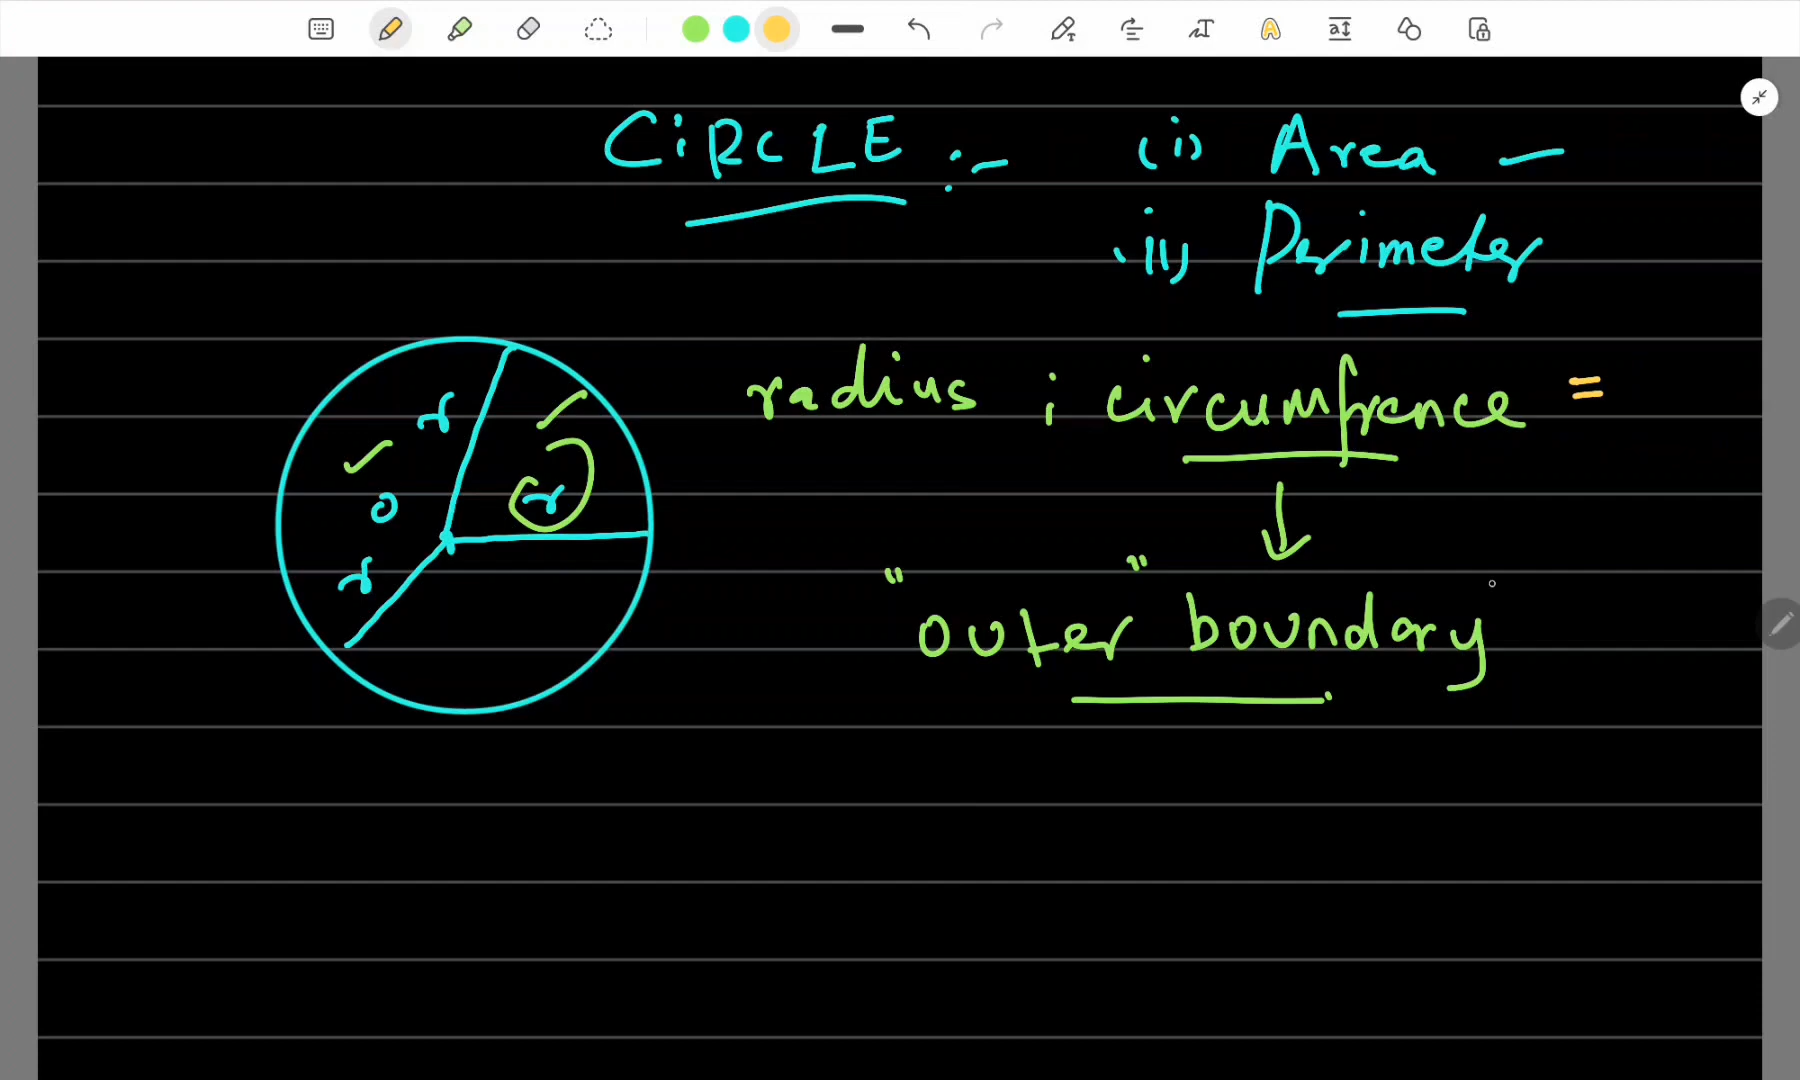 CiRCLE :- (i) Area -
.ii) Perimeter
radius ; circumfrence =
r
r
o
r
"outer" boundary